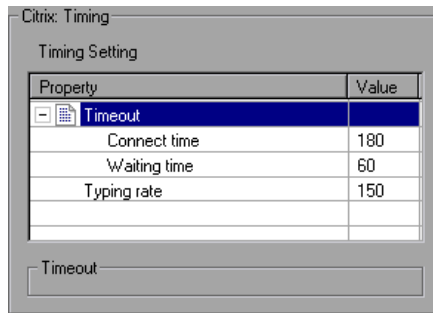 Citrix: Timing
Timing Setting
Property Value
Timeout
Connect time 180
Waiting time 60
Typing rate 150
Timeout